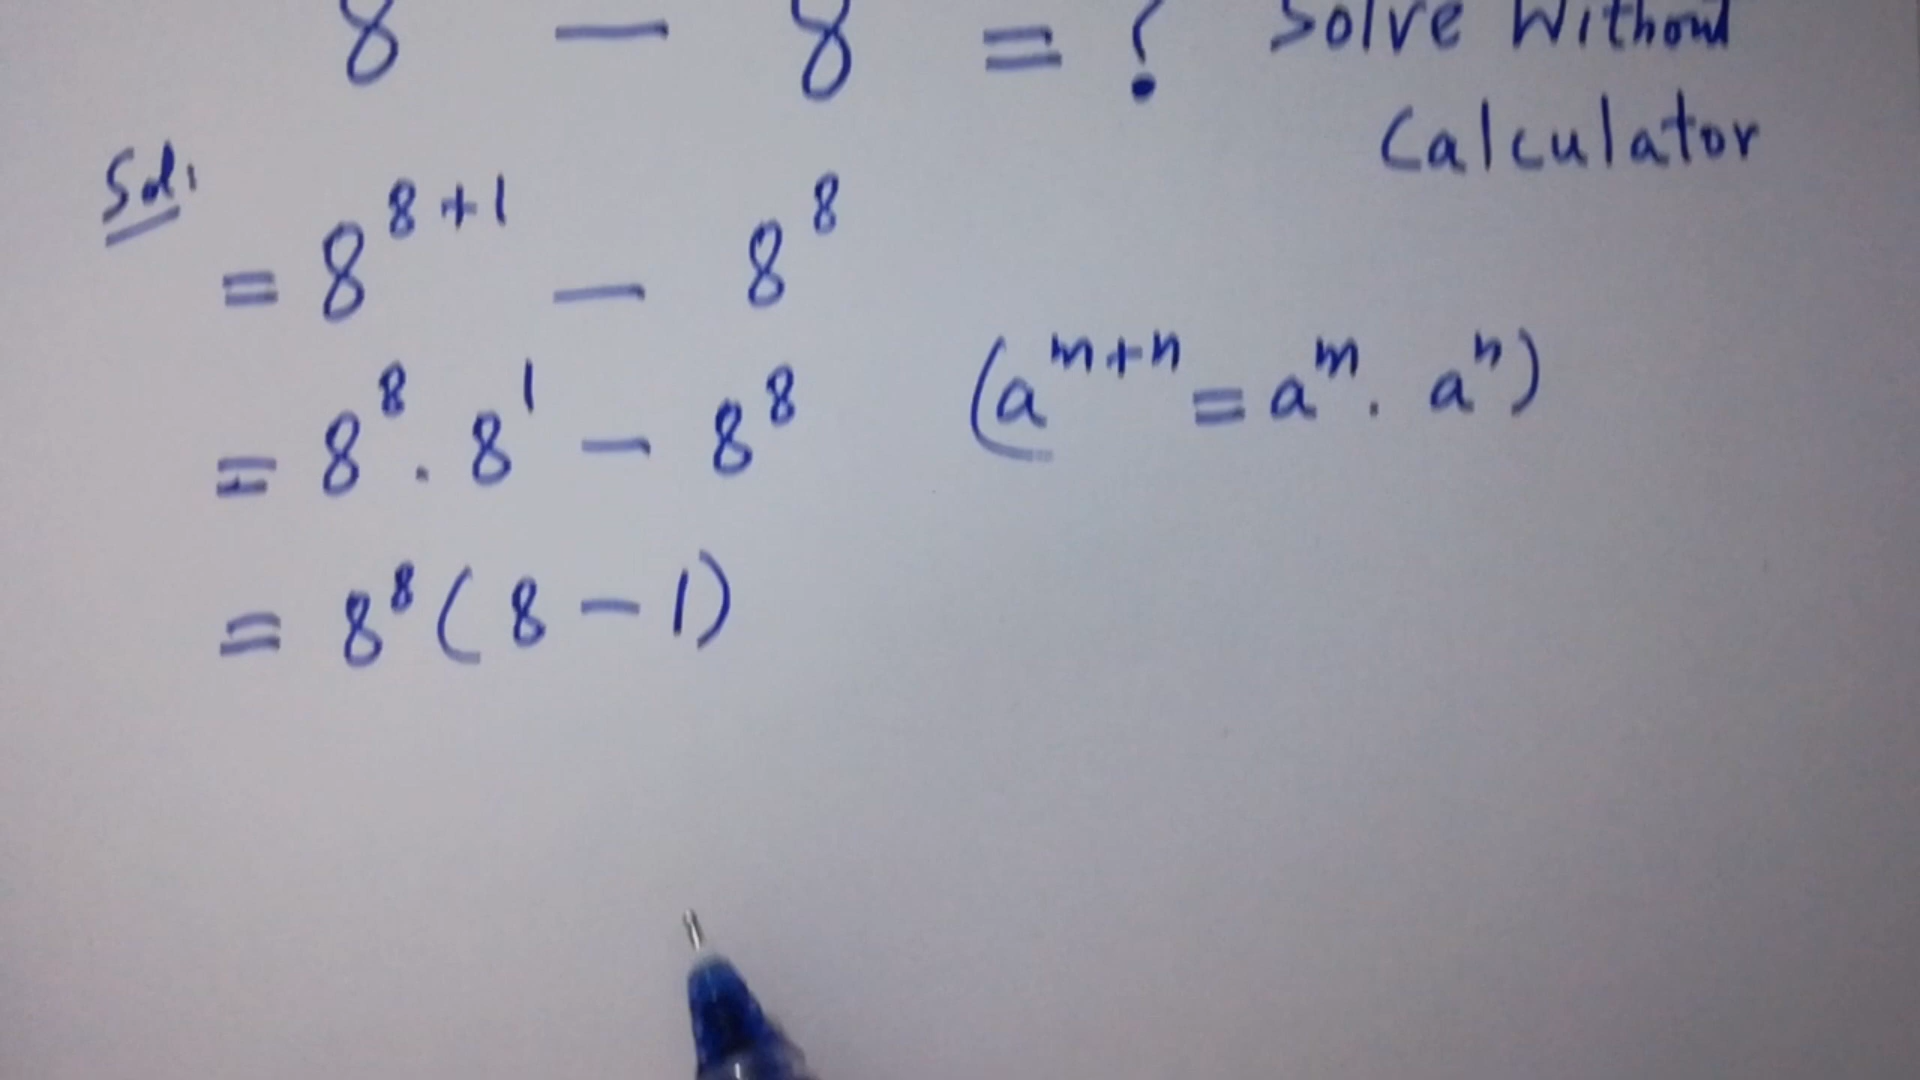 8 - 8 = ? Solve Without
Calculator
Sol:
= 8^{8+1} - 8^8
(a^{m+n} = a^m . a^n)
= 8^8 . 8^1 - 8^8
= 8^8 ( 8 - 1)